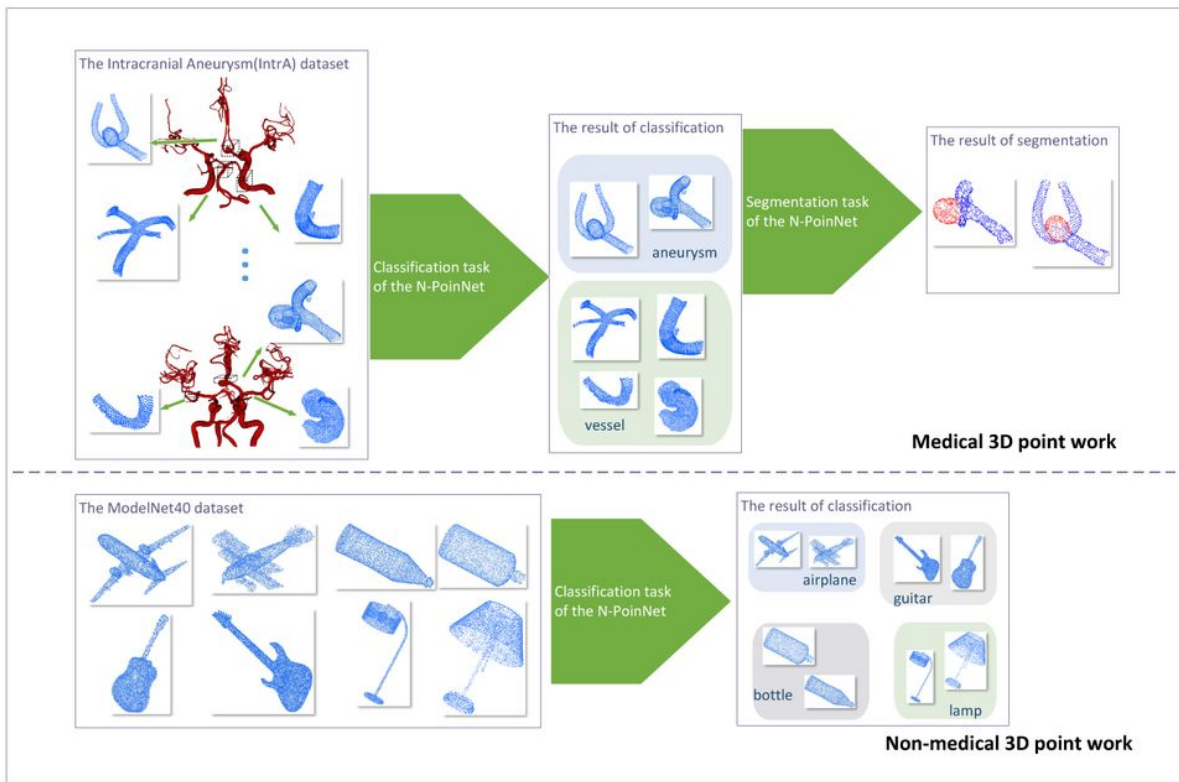 The Intracranial Aneurysm(IntrA) dataset
Classification task
of the N-PoinNet
The result of classification
aneurysm
vessel
Segmentation task
of the N-PoinNet
The result of segmentation
Medical 3D point work
The ModelNet40 dataset
Classification task
of the N-PoinNet
The result of classification
airplane
guitar
bottle
lamp
Non-medical 3D point work